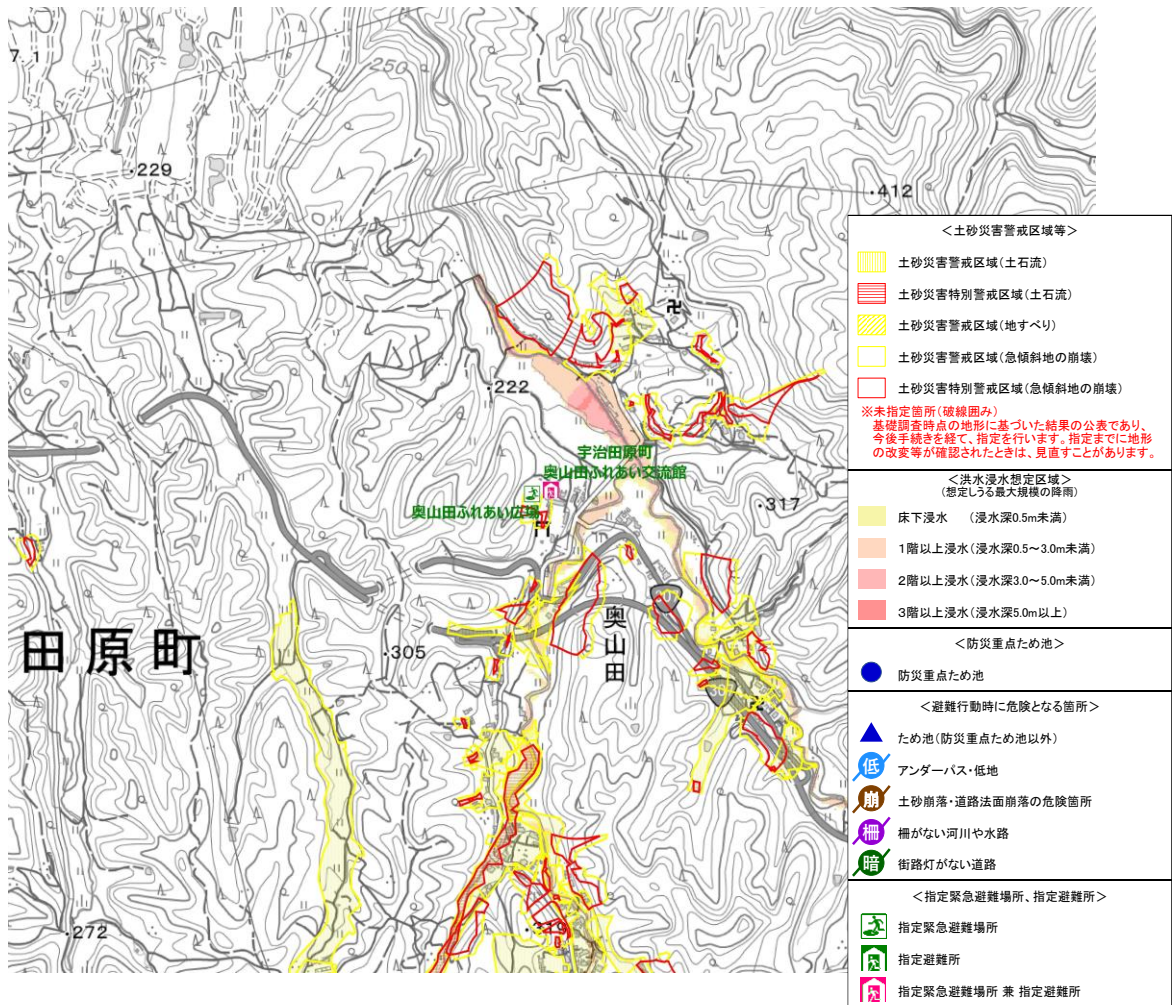 7 1
250
229
412
222
卍
宇治田原町
奥山田ふれあい交流館
奥山田ふれあい広場
317
奥山田
田原町
305
272
＜土砂災害警戒区域等＞
土砂災害警戒区域(土石流)
土砂災害特別警戒区域(土石流)
土砂災害警戒区域(地すべり)
土砂災害警戒区域(急傾斜地の崩壊)
土砂災害特別警戒区域(急傾斜地の崩壊)
※未指定箇所(破線囲み)
基礎調査時点の地形に基づいた結果の公表であり、
今後手続きを経て、指定を行います。指定までに地形
の改変等が確認されたときは、見直すことがあります。
＜洪水浸水想定区域＞
(想定しうる最大規模の降雨)
床下浸水　(浸水深0.5m未満)
1階以上浸水(浸水深0.5～3.0m未満)
2階以上浸水(浸水深3.0～5.0m未満)
3階以上浸水(浸水深5.0m以上)
＜防災重点ため池＞
防災重点ため池
＜避難行動時に危険となる箇所＞
ため池(防災重点ため池以外)
低 アンダーパス・低地
崩 土砂崩落・道路法面崩落の危険箇所
柵 柵がない河川や水路
暗 街路灯がない道路
＜指定緊急避難場所、指定避難所＞
指定緊急避難場所
指定避難所
指定緊急避難場所 兼 指定避難所